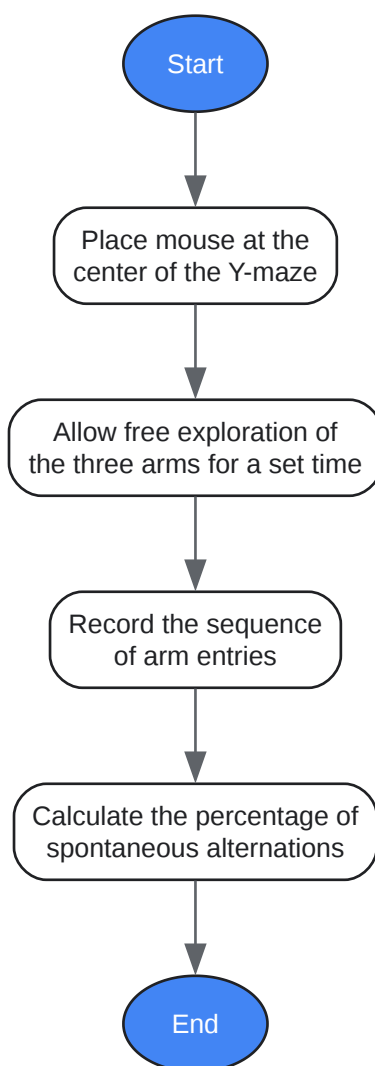 Start
Place mouse at the
center of the Y-maze
Allow free exploration of
the three arms for a set time
Record the sequence
of arm entries
Calculate the percentage of
spontaneous alternations
End